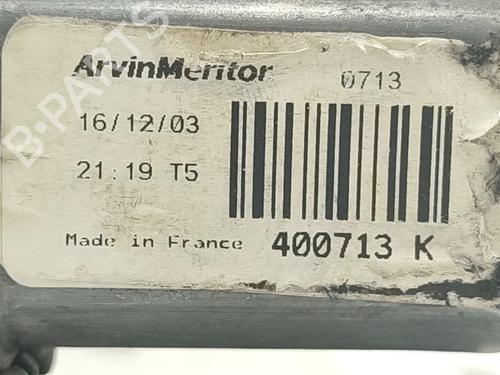 ArvinMeritor 0713
16/12/03
21:19 T5
Made in France 400713 K
B-PARTS